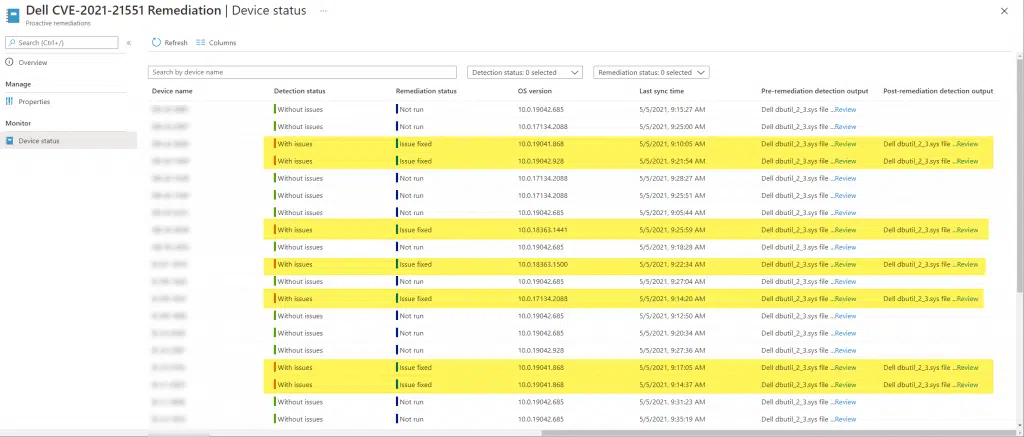 Dell CVE-2021-21551 Remediation | Device status ...
Proactive remediations
Search (Ctrl+/)
Refresh Columns
Overview
Manage
Properties
Monitor
Device status
Search by device name Detection status: 0 selected Remediation status: 0 selected
Device name Detection status Remediation status OS version Last sync time Pre-remediation detection output Post-remediation detection output
Without issues Not run 10.0.19042.685 5/5/2021, 9:15:27 AM Dell dbutil_2_3.sys file ...Review
Without issues Not run 10.0.17134.2088 5/5/2021, 9:25:00 AM Dell dbutil_2_3.sys file ...Review
With issues Issue fixed 10.0.19041.868 5/5/2021, 9:10:05 AM Dell dbutil_2_3.sys file ...Review Dell dbutil_2_3.sys file ...Review
With issues Issue fixed 10.0.19042.928 5/5/2021, 9:21:54 AM Dell dbutil_2_3.sys file ...Review Dell dbutil_2_3.sys file ...Review
Without issues Not run 10.0.17134.2088 5/5/2021, 9:28:27 AM Dell dbutil_2_3.sys file ...Review
Without issues Not run 10.0.17134.2088 5/5/2021, 9:25:51 AM Dell dbutil_2_3.sys file ...Review
Without issues Not run 10.0.19042.685 5/5/2021, 9:05:44 AM Dell dbutil_2_3.sys file ...Review
With issues Issue fixed 10.0.18363.1441 5/5/2021, 9:25:59 AM Dell dbutil_2_3.sys file ...Review Dell dbutil_2_3.sys file ...Review
Without issues Not run 10.0.19042.685 5/5/2021, 9:18:28 AM Dell dbutil_2_3.sys file ...Review
With issues Issue fixed 10.0.18363.1500 5/5/2021, 9:22:34 AM Dell dbutil_2_3.sys file ...Review Dell dbutil_2_3.sys file ...Review
Without issues Not run 10.0.19042.685 5/5/2021, 9:27:04 AM Dell dbutil_2_3.sys file ...Review
With issues Issue fixed 10.0.17134.2088 5/5/2021, 9:14:20 AM Dell dbutil_2_3.sys file ...Review Dell dbutil_2_3.sys file ...Review
Without issues Not run 10.0.19042.685 5/5/2021, 9:12:50 AM Dell dbutil_2_3.sys file ...Review
Without issues Not run 10.0.19042.685 5/5/2021, 9:20:34 AM Dell dbutil_2_3.sys file ...Review
Without issues Not run 10.0.19042.928 5/5/2021, 9:27:36 AM Dell dbutil_2_3.sys file ...Review
With issues Issue fixed 10.0.19041.868 5/5/2021, 9:17:05 AM Dell dbutil_2_3.sys file ...Review Dell dbutil_2_3.sys file ...Review
With issues Issue fixed 10.0.19041.868 5/5/2021, 9:14:37 AM Dell dbutil_2_3.sys file ...Review Dell dbutil_2_3.sys file ...Review
Without issues Not run 10.0.19042.685 5/5/2021, 9:31:23 AM Dell dbutil_2_3.sys file ...Review
Without issues Not run 10.0.19042.685 5/5/2021, 9:35:19 AM Dell dbutil_2_3.sys file ...Review